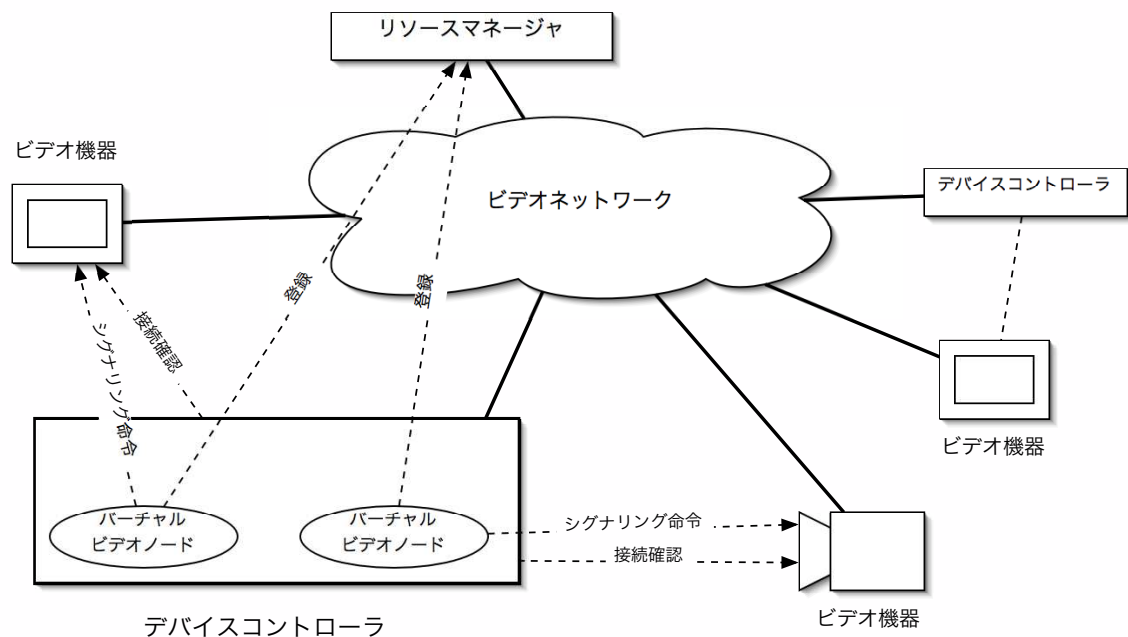 リソースマネージャ
ビデオ機器
ビデオネットワーク
デバイスコントローラ
登録
登録
接続確認
シグナリング命令
ビデオ機器
バーチャル
ビデオノード
バーチャル
ビデオノード
シグナリング命令
接続確認
ビデオ機器
デバイスコントローラ